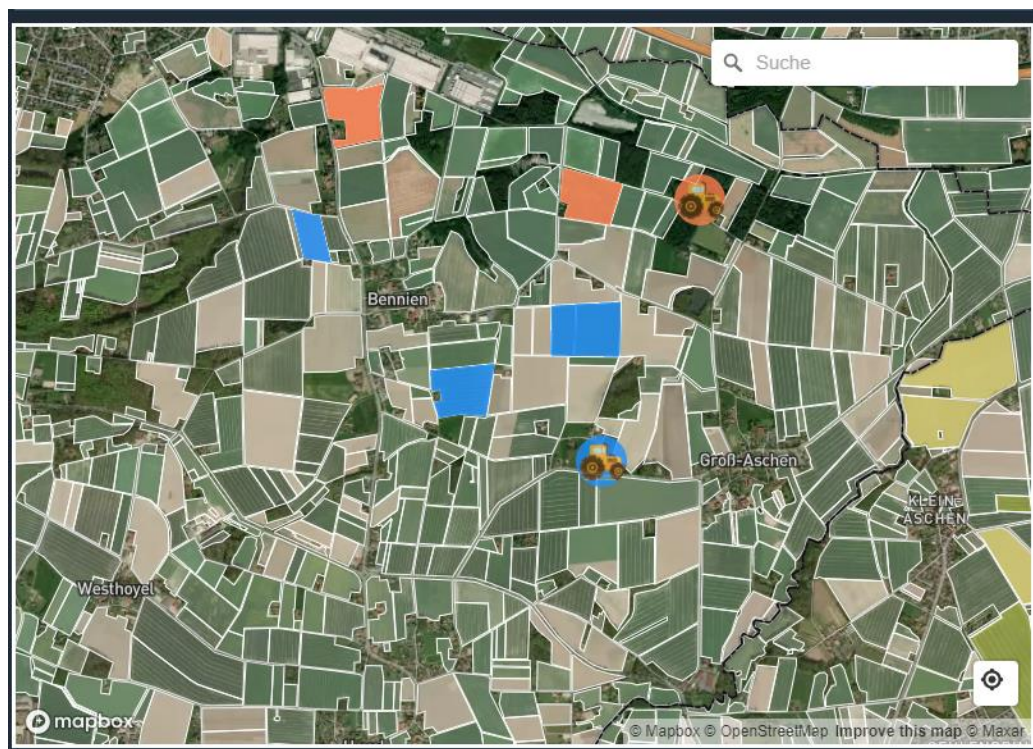 Suche
Bennien
Groß-Aschen
KLEIN-
ASCHEN
Westhoyel
mapbox
© Mapbox © OpenStreetMap Improve this map © Maxar